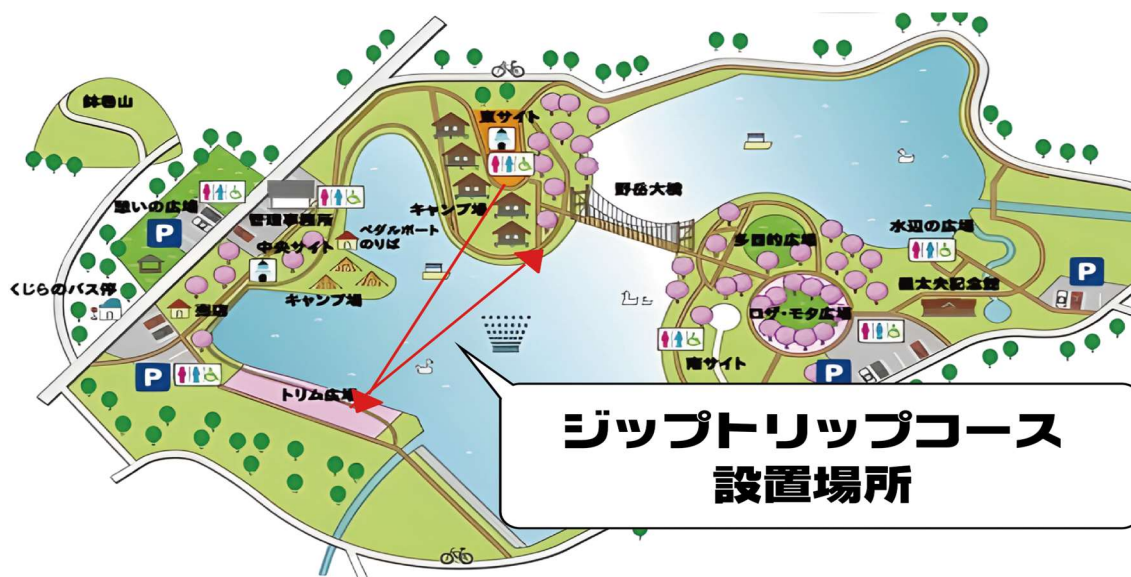 鉢巻山
東サイト
憩いの広場
P
管理事務所
キャンプ場
野岳大橋
ペダルボート
のりば
中央サイト
多目的広場
水辺の広場
くじらのバス停
売店
キャンプ場
P
ロザ・モタ広場
P
南サイト
P
トリム広場
ジップトリップコース
設置場所